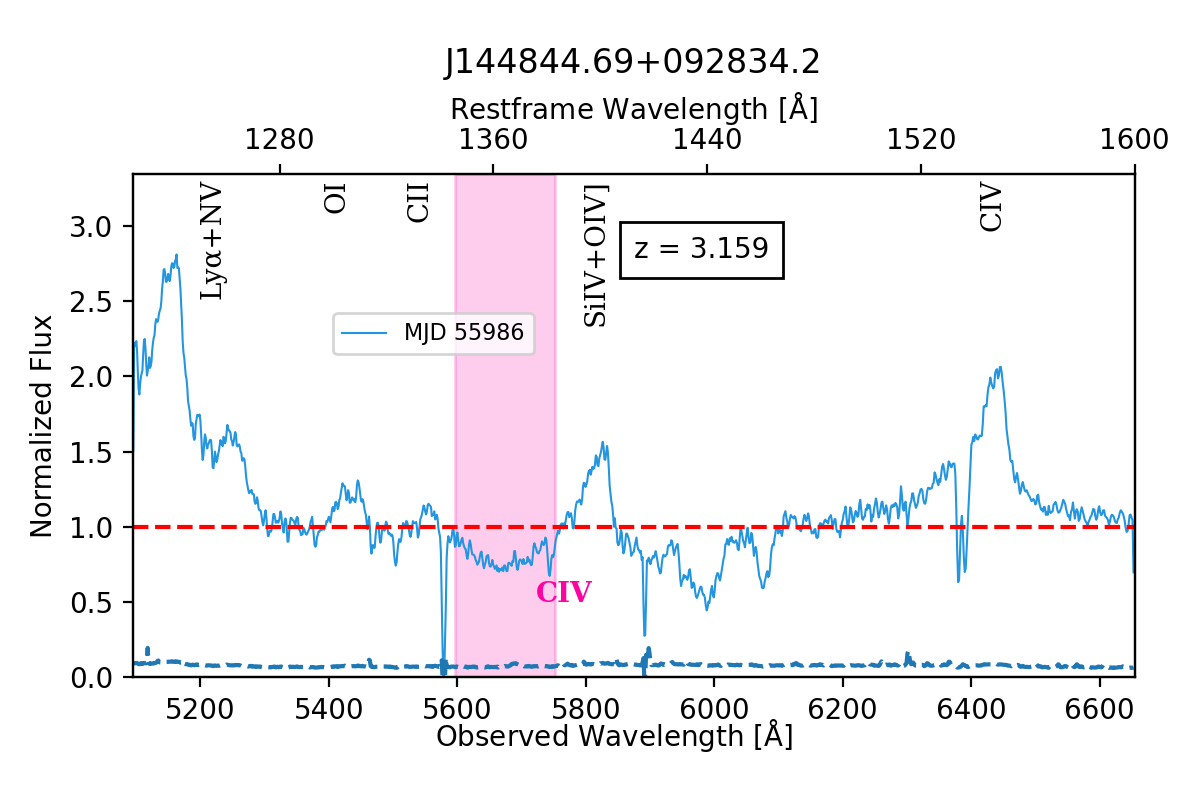 J144844.69+092834.2
Restframe Wavelength [Å]
1280 1360 1440 1520 1600
Lyα+NV
OI
CII
SiIV+OIV]
CIV
z = 3.159
MJD 55986
CIV
Normalized Flux
3.0
2.5
2.0
1.5
1.0
0.5
0.0
5200 5400 5600 5800 6000 6200 6400 6600
Observed Wavelength [Å]